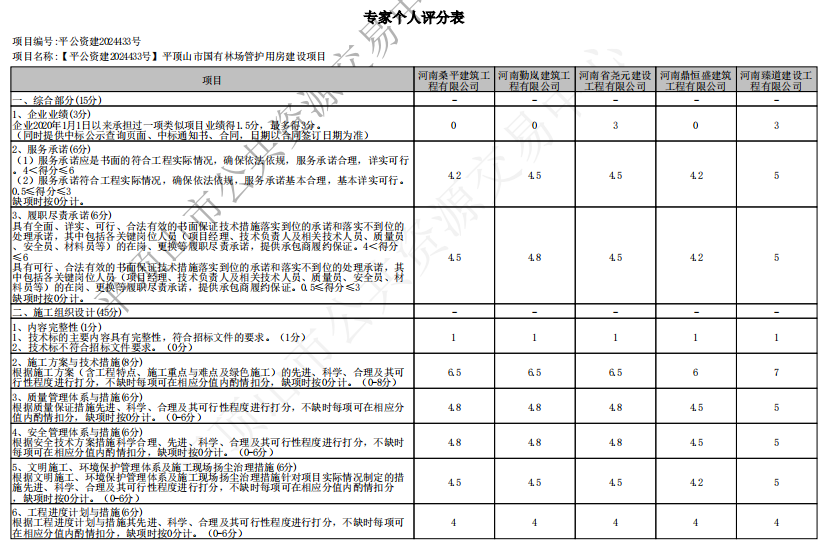 专家个人评分表
项目编号:平公资建2024433号
项目名称:【平公资建2024433号】平顶山市国有林场管护用房建设项目
项目 河南桑平建筑工程有限公司 河南勤岚建筑工程有限公司 河南省尧元建设工程有限公司 河南鼎恒盛建筑工程有限公司 河南臻道建设工程有限公司
一、综合部分(15分) – – – – –
1、企业业绩(3分)
企业2020年1月1日以来承担过一项类似项目业绩得1.5分，最多得3分。 0 0 3 0 3
（同时提供中标公示查询页面、中标通知书、合同，日期以合同签订日期为准）
2、服务承诺(6分)
（1）服务承诺应是书面的符合工程实际情况，确保依法依规，服务承诺合理，详实可行
。4<得分≤6
（2）服务承诺符合工程实际情况，确保依法依规，服务承诺基本合理，基本详实可行。 4.2 4.5 4.5 4.2 5
0.5≤得分≤3
缺项时按0分计。
3、履职尽责承诺(6分)
具有全面、详实、可行、合法有效的书面保证技术措施落实到位的承诺和落实不到位的
处理承诺，其中包括各关键岗位人员（项目经理、技术负责人及相关技术人员、质量员
、安全员、材料员等）的在岗、更换等履职尽责承诺，提供承包商履约保证。4<得分
≤6 4.5 4.8 4.5 4.2 5
具有可行、合法有效的书面保证技术措施落实到位的承诺和落实不到位的处理承诺，其
中包括各关键岗位人员（项目经理、技术负责人及相关技术人员、质量员、安全员、材
料员等）的在岗、更换等履职尽责承诺，提供承包商履约保证。0.5≤得分≤3
缺项时按0分计。
二、施工组织设计(45分) – – – – –
1、内容完整性(1分)
1、技术标的主要内容具有完整性，符合招标文件的要求。（1分） 1 1 1 1 1
2、技术标不符合招标文件要求。（0分）
2、施工方案与技术措施(8分)
根据施工方案（含工程特点、施工重点与难点及绿色施工）的先进、科学、合理及其可 6.5 6.5 6.5 6 7
行性程度进行打分，不缺时每项可在相应分值内酌情扣分，缺项时按0分计。（0-8分）
3、质量管理体系与措施(6分)
根据质量保证措施先进、科学、合理及其可行性程度进行打分，不缺时每项可在相应分 4.8 4.8 4.8 4.5 5
值内酌情扣分，缺项时按0分计。（0-6分）
4、安全管理体系与措施(6分)
根据安全技术方案措施科学合理、先进、科学、合理及其可行性程度进行打分，不缺时 4.8 4.8 4.8 4.5 5
每项可在相应分值内酌情扣分，缺项时按0分计。（0-6分）
5、文明施工、环境保护管理体系及施工现场扬尘治理措施(6分)
根据文明施工、环境保护管理体系及施工现场扬尘治理措施针对项目实际情况制定的措 4.5 4.5 4.5 4.2 5
施先进、科学、合理及其可行性程度进行打分，不缺时每项可在相应分值内酌情扣分
，缺项时按0分计。（0-6分）
6、工程进度计划与措施(6分)
根据工程进度计划与措施其先进、科学、合理及其可行性程度进行打分，不缺时每项可 4 4 4 4 4
在相应分值内酌情扣分，缺项时按0分计。（0-6分）
平顶山市公共资源交易中心
顶山市公共资源交易中心